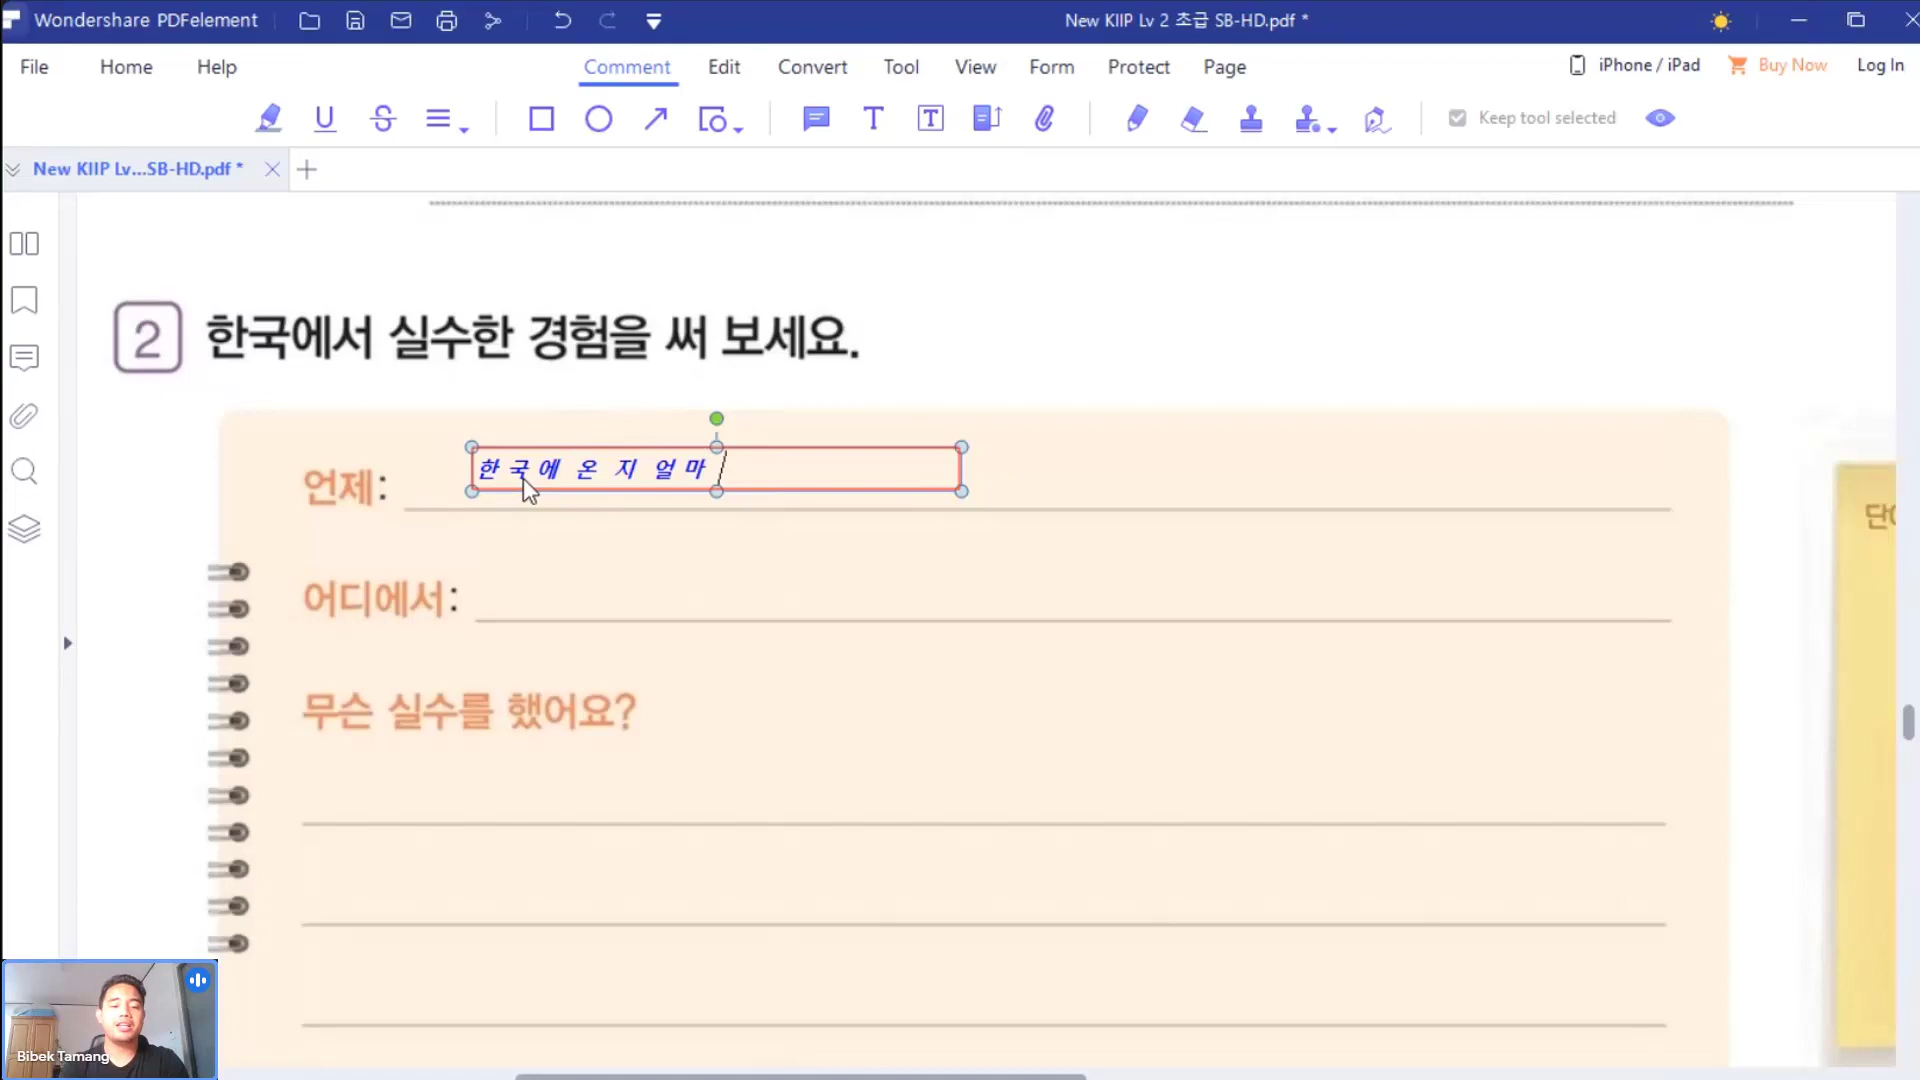 Wondershare PDFelement
New KIIP Lv 2 초급 SB-HD.pdf *
File Home Help Comment Edit Convert Tool View Form Protect Page iPhone / iPad Buy Now Log In
Keep tool selected
New KIIP Lv...SB-HD.pdf *
2 한국에서 실수한 경험을 써 보세요.
언제: 한국에 온 지 얼마
어디에서:
무슨 실수를 했어요?
Bibek Tamang